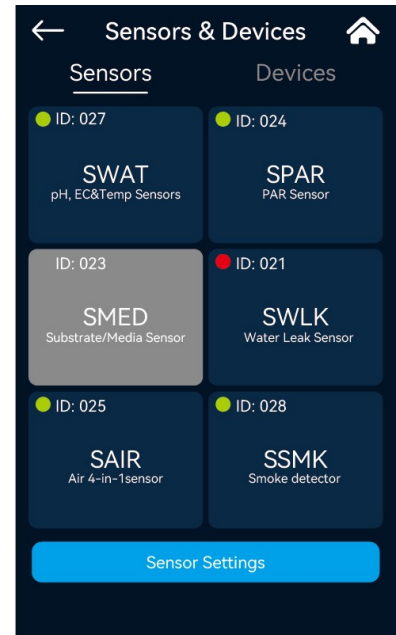 Sensors & Devices
Sensors Devices
ID: 027
SWAT
pH, EC&Temp Sensors
ID: 024
SPAR
PAR Sensor
ID: 023
SMED
Substrate/Media Sensor
ID: 021
SWLK
Water Leak Sensor
ID: 025
SAIR
Air 4-in-1sensor
ID: 028
SSMK
Smoke detector
Sensor Settings